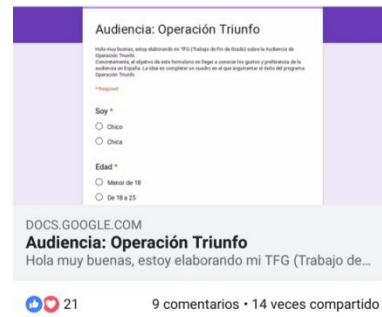 Audiencia: Operación Triunfo
Hola muy buenas, estoy elaborando mi TFG (Trabajo de Fin de Grado) sobre la Audiencia de
Operación Triunfo.
Concretamente, el objetivo de este formulario es llegar a conocer los gustos y preferencia de la
audiencia en España. La idea es completar un cuadro en el que argumentar el éxito del programa
Operación Triunfo.
*Required
Soy *
Chico
Chica
Edad *
Menor de 18
De 18 a 25
DOCS.GOOGLE.COM
Audiencia: Operación Triunfo
Hola muy buenas, estoy elaborando mi TFG (Trabajo de...
21 9 comentarios • 14 veces compartido